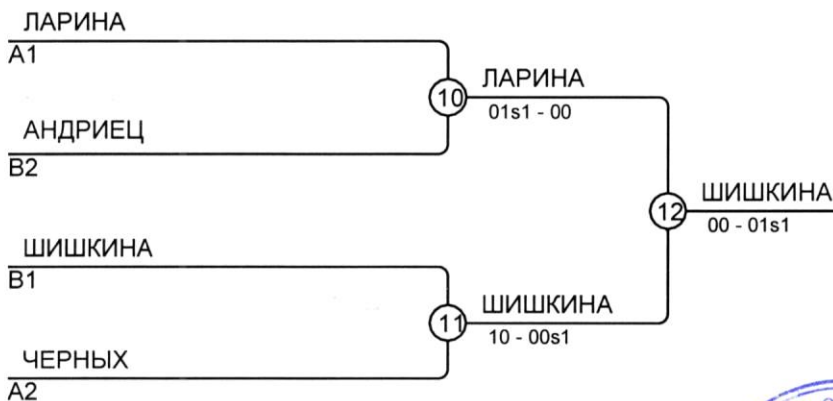 ЛАРИНА
A1
10
ЛАРИНА
01s1 - 00
АНДРИЕЦ
B2
12
ШИШКИНА
00 - 01s1
ШИШКИНА
B1
11
ШИШКИНА
10 - 00s1
ЧЕРНЫХ
A2